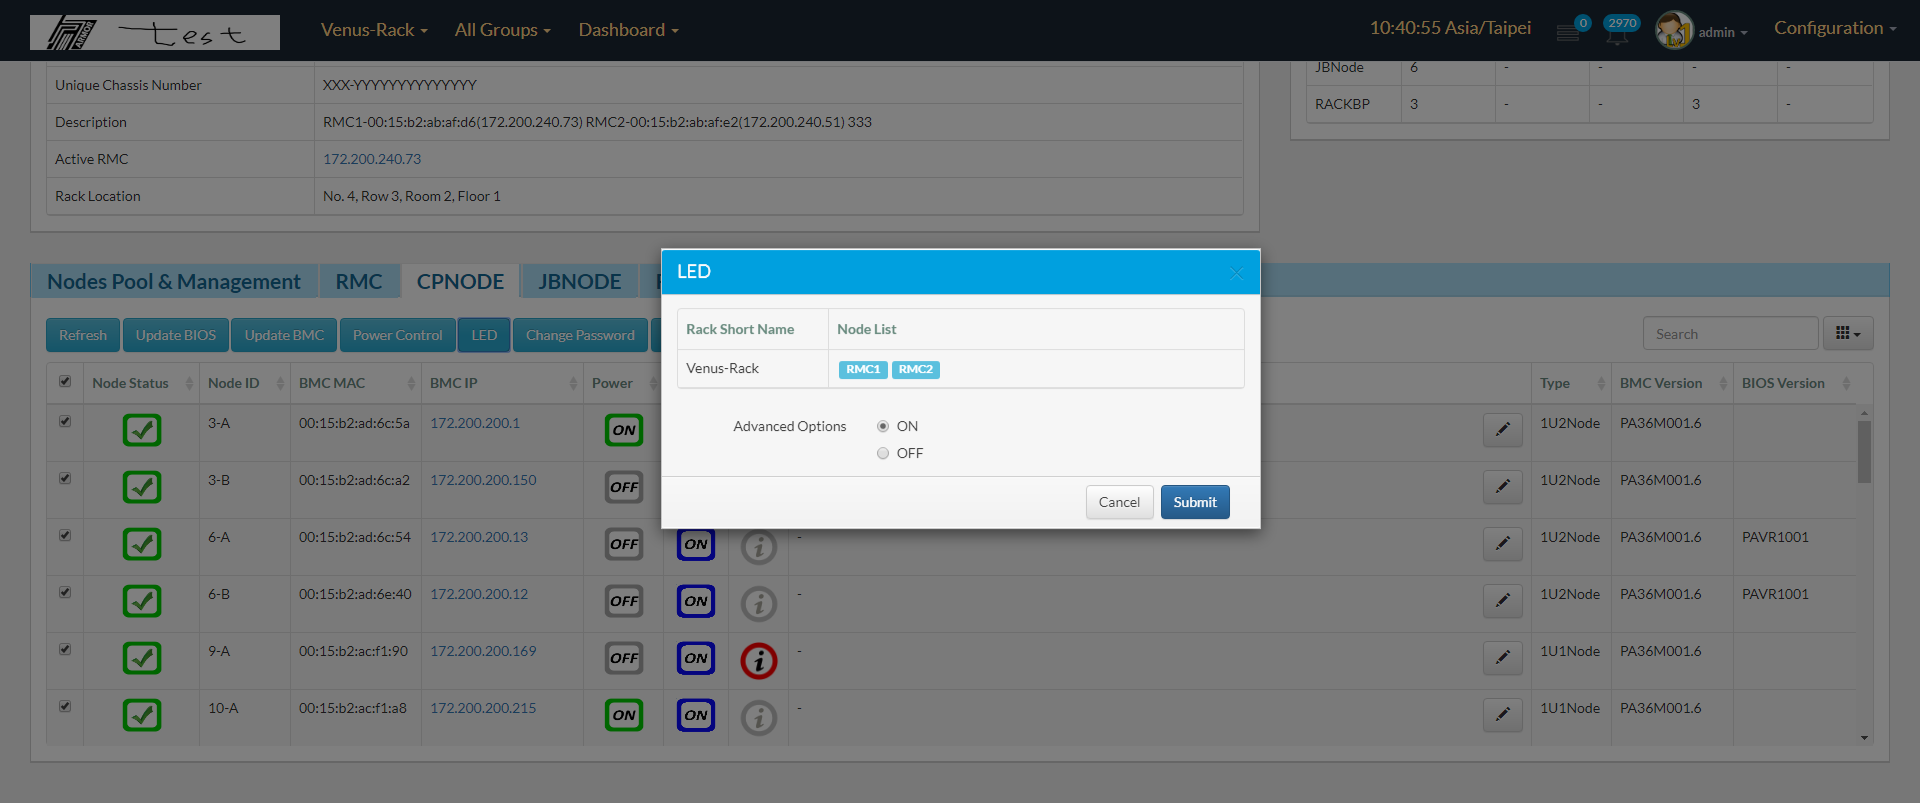 ARMOR test Venus-Rack All Groups Dashboard 10:40:55 Asia/Taipei 0 2970 admin Configuration
Unique Chassis Number XXX-YYYYYYYYYYYYYY
Description RMC1-00:15:b2:ab:af:d6(172.200.240.73) RMC2-00:15:b2:ab:af:e2(172.200.240.51) 333
Active RMC 172.200.240.73
Rack Location No. 4, Row 3, Room 2, Floor 1
JBNode 6 - - - -
RACKBP 3 - - 3 -
Nodes Pool & Management RMC CPNODE JBNODE
Refresh Update BIOS Update BMC Power Control LED Change Password Search
Node Status Node ID BMC MAC BMC IP Power Type BMC Version BIOS Version
3-A 00:15:b2:ad:6c:5a 172.200.200.1 ON 1U2Node PA36M001.6
3-B 00:15:b2:ad:6c:a2 172.200.200.150 OFF 1U2Node PA36M001.6
6-A 00:15:b2:ad:6c:54 172.200.200.13 OFF ON i - 1U2Node PA36M001.6 PAVR1001
6-B 00:15:b2:ad:6e:40 172.200.200.12 OFF ON i - 1U2Node PA36M001.6 PAVR1001
9-A 00:15:b2:ac:f1:90 172.200.200.169 OFF ON i - 1U1Node PA36M001.6
10-A 00:15:b2:ac:f1:a8 172.200.200.215 ON ON i - 1U1Node PA36M001.6
LED
Rack Short Name Node List
Venus-Rack RMC1 RMC2
Advanced Options ON
OFF
Cancel Submit